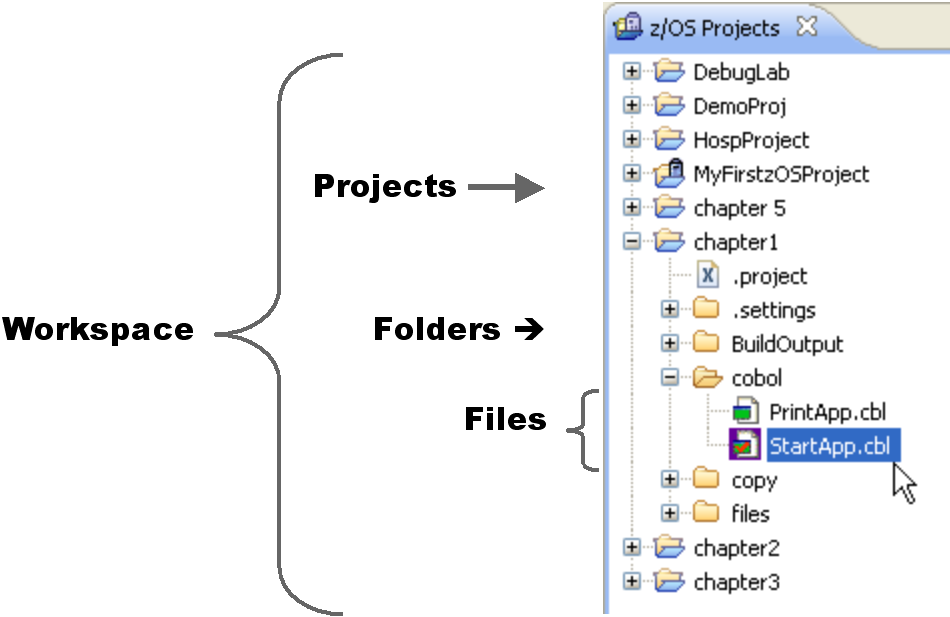 z/OS Projects
DebugLab
DemoProj
HospProject
Projects
MyFirstzOSProject
chapter 5
chapter1
.project
.settings
Workspace
Folders
BuildOutput
cobol
Files
PrintApp.cbl
StartApp.cbl
copy
files
chapter2
chapter3